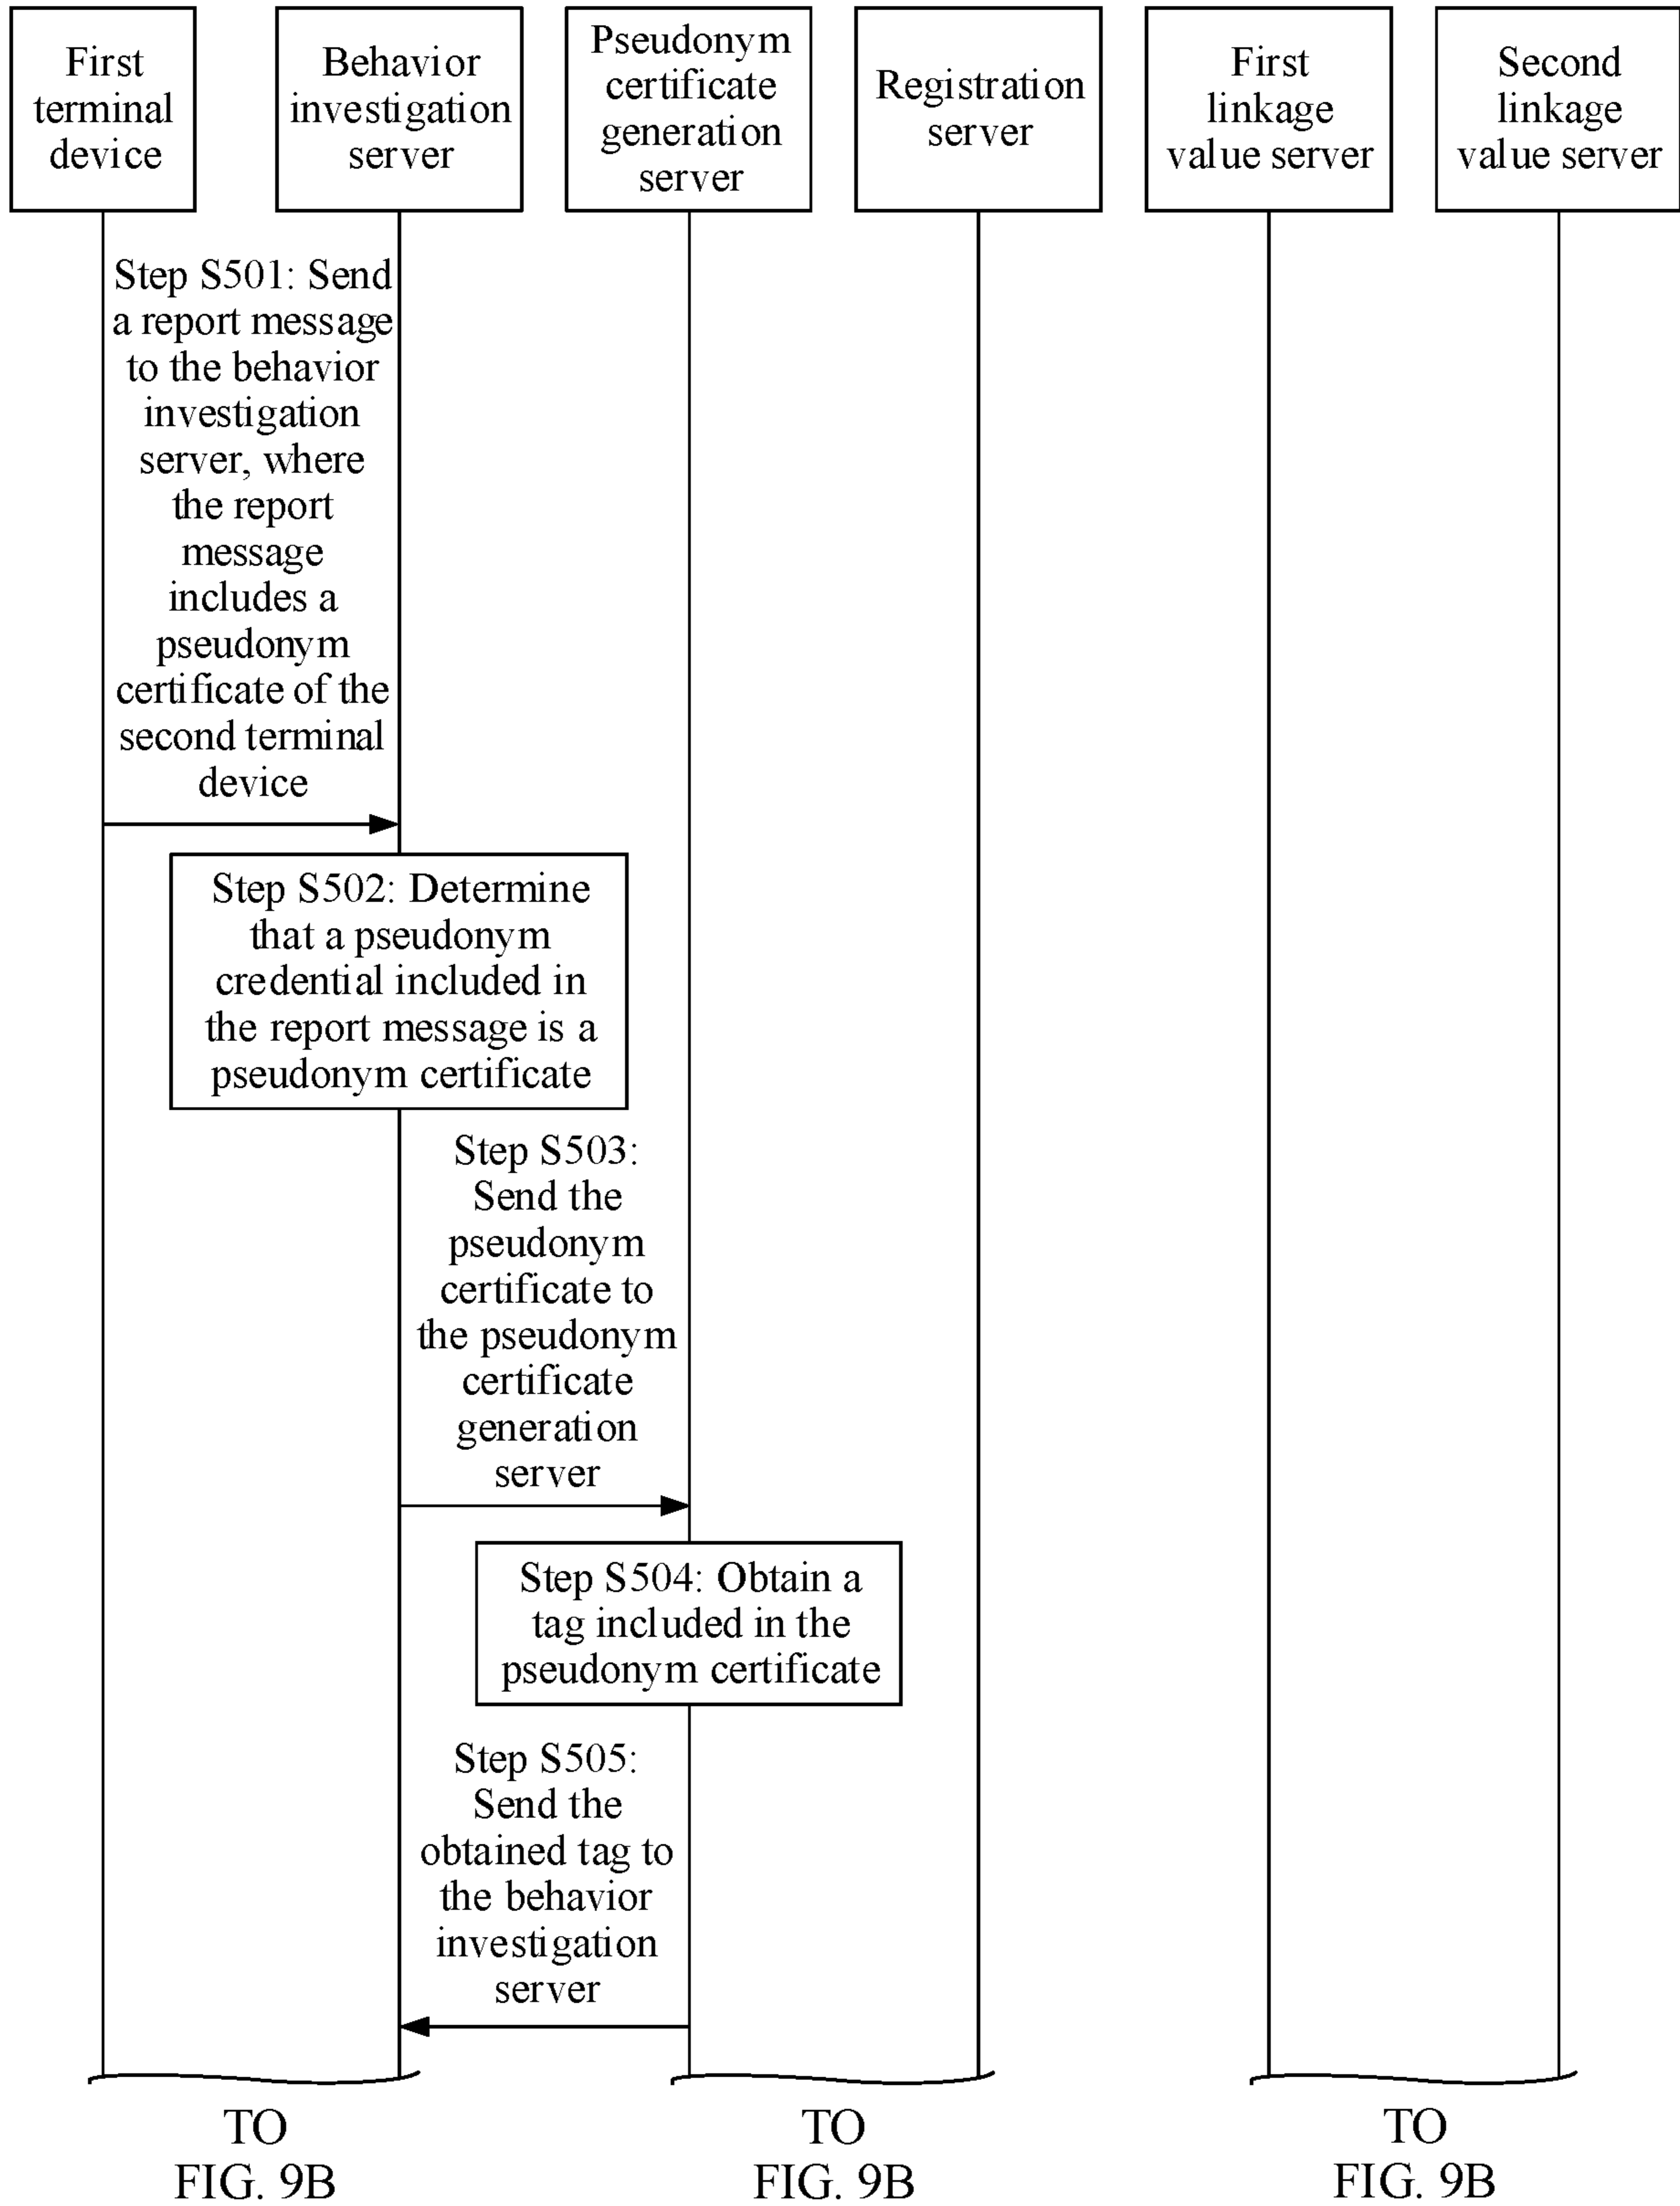 First
terminal
device
Behavior
investigation
server
Pseudonym
certificate
generation
server
Registration
server
First
linkage
value server
Second
linkage
value server
Step S501: Send
a report message
to the behavior
investigation
server, where
the report
message
includes a
pseudonym
certificate of the
second terminal
device
Step S502: Determine
that a pseudonym
credential included in
the report message is a
pseudonym certificate
Step S503:
Send the
pseudonym
certificate to
the pseudonym
certificate
generation
server
Step S504: Obtain a
tag included in the
pseudonym certificate
Step S505:
Send the
obtained tag to
the behavior
investigation
server
TO
FIG. 9B
TO
FIG. 9B
TO
FIG. 9B